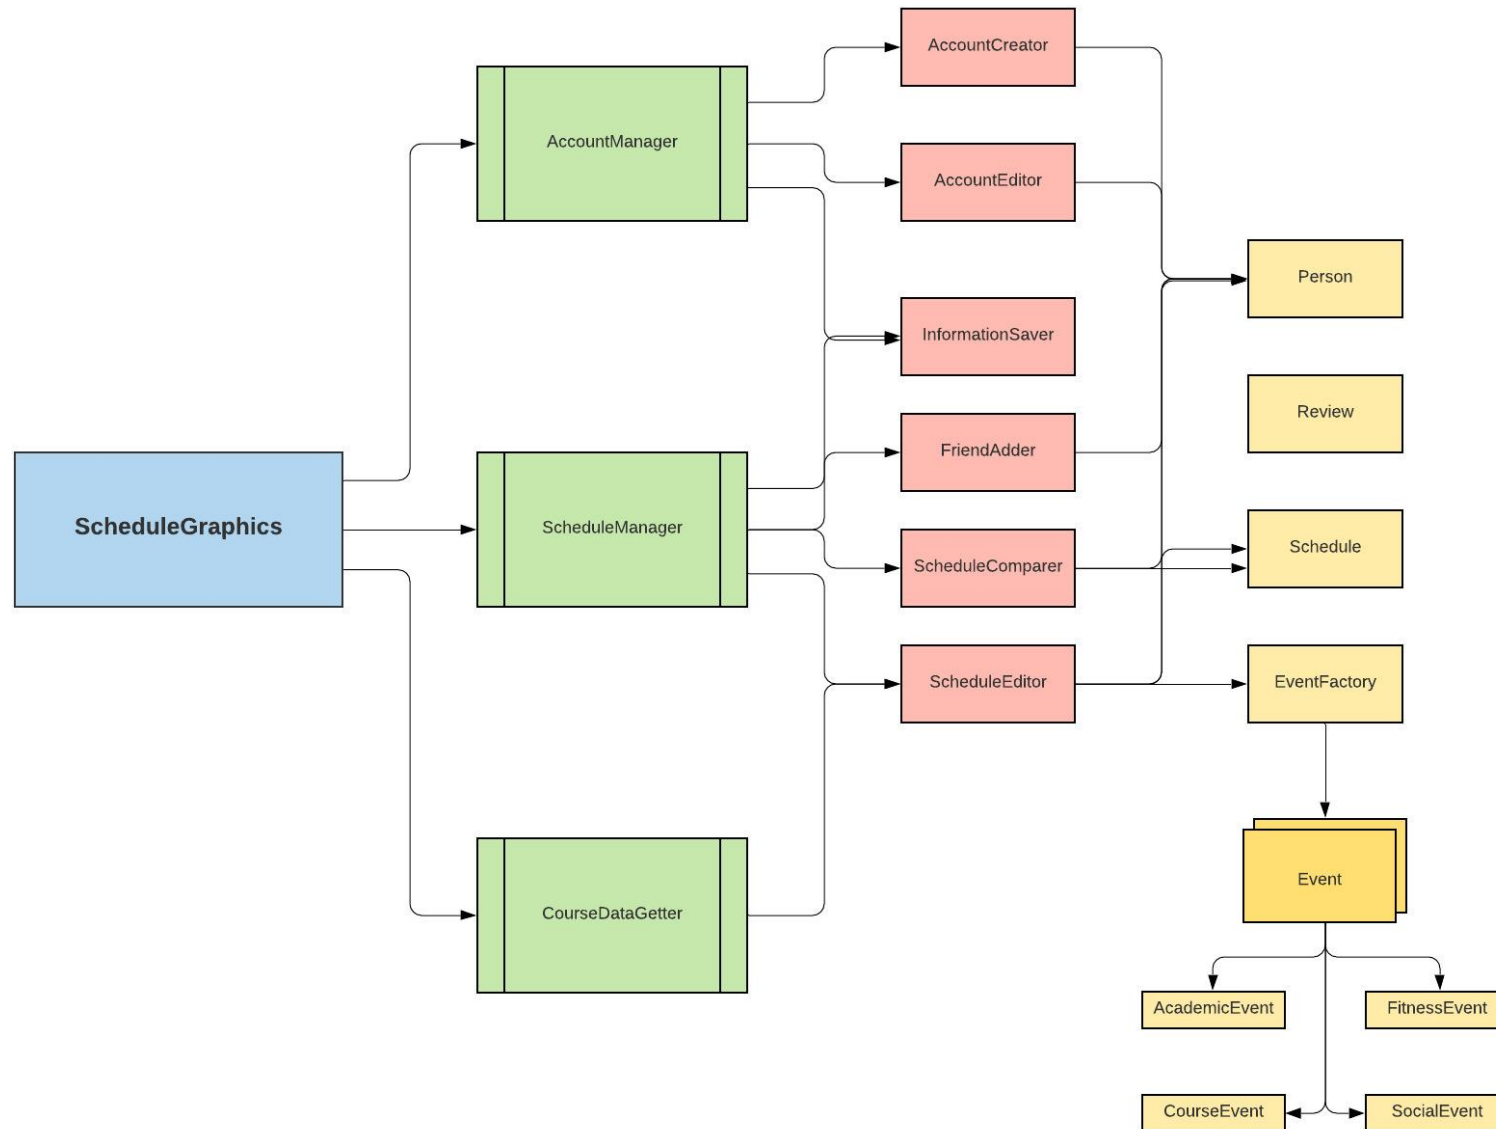 AccountCreator
AccountManager
AccountEditor
Person
InformationSaver
Review
FriendAdder
ScheduleGraphics
ScheduleManager
Schedule
ScheduleComparer
ScheduleEditor
EventFactory
Event
CourseDataGetter
AcademicEvent
FitnessEvent
CourseEvent
SocialEvent